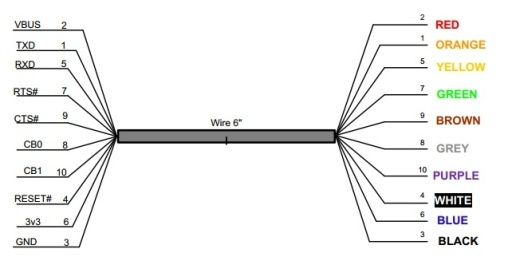 VBUS 2
TXD 1
RXD 5
RTS# 7
CTS# 9
CB0 8
CB1 10
RESET# 4
3v3 6
GND 3
Wire 6"
2 RED
1 ORANGE
5 YELLOW
7 GREEN
9 BROWN
8 GREY
10 PURPLE
4 WHITE
6 BLUE
3 BLACK